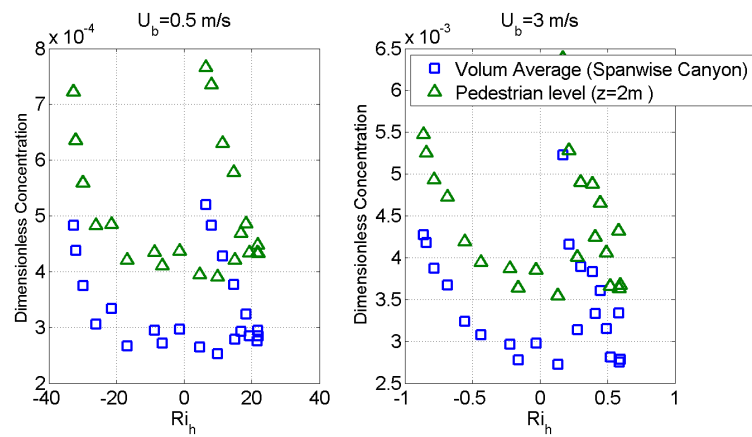 U_b=0.5 m/s
x 10^-4
8
7
6
5
4
3
2
-40
-20
0
20
40
Dimensionless Concentration
Ri_h
U_b=3 m/s
x 10^-3
6.5
6
5.5
5
4.5
4
3.5
3
2.5
2
-1
-0.5
0
0.5
1
Dimensionless Concentration
Ri_h
Volum Average (Spanwise Canyon)
Pedestrian level (z=2m )